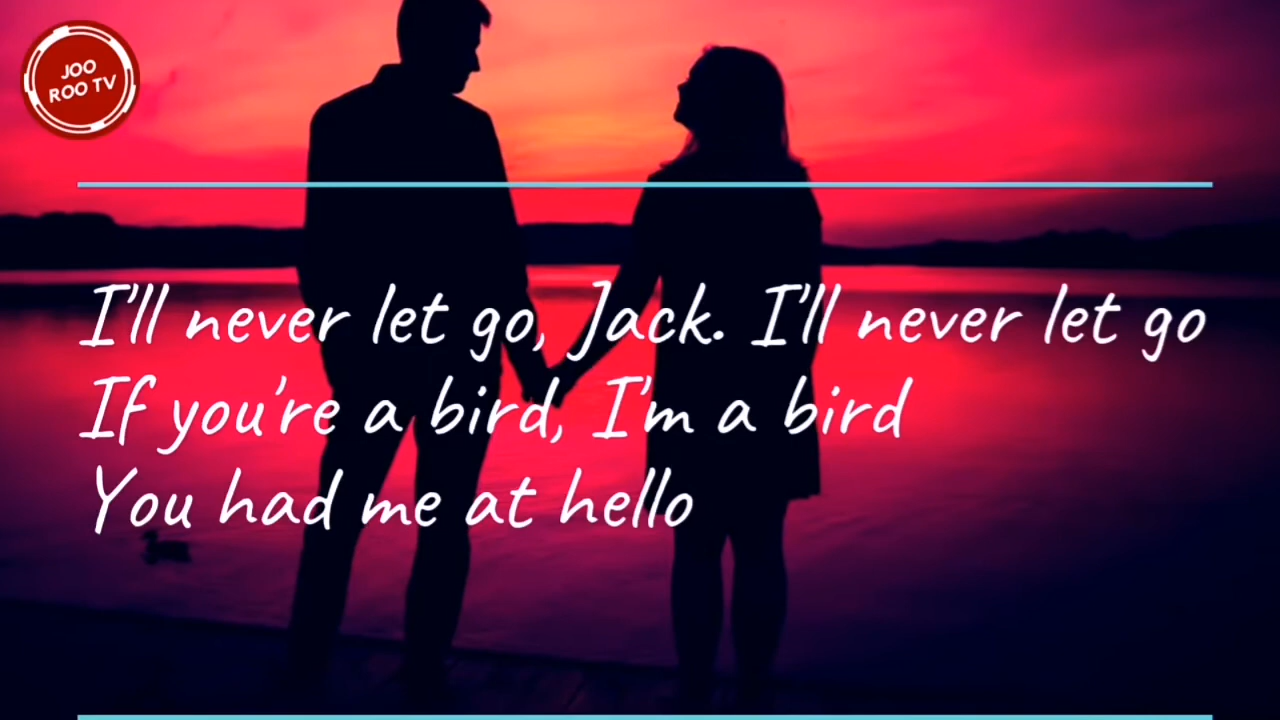 JOO
ROO TV
I'll never let go, Jack. I'll never let go
If you're a bird, I'm a bird
You had me at hello